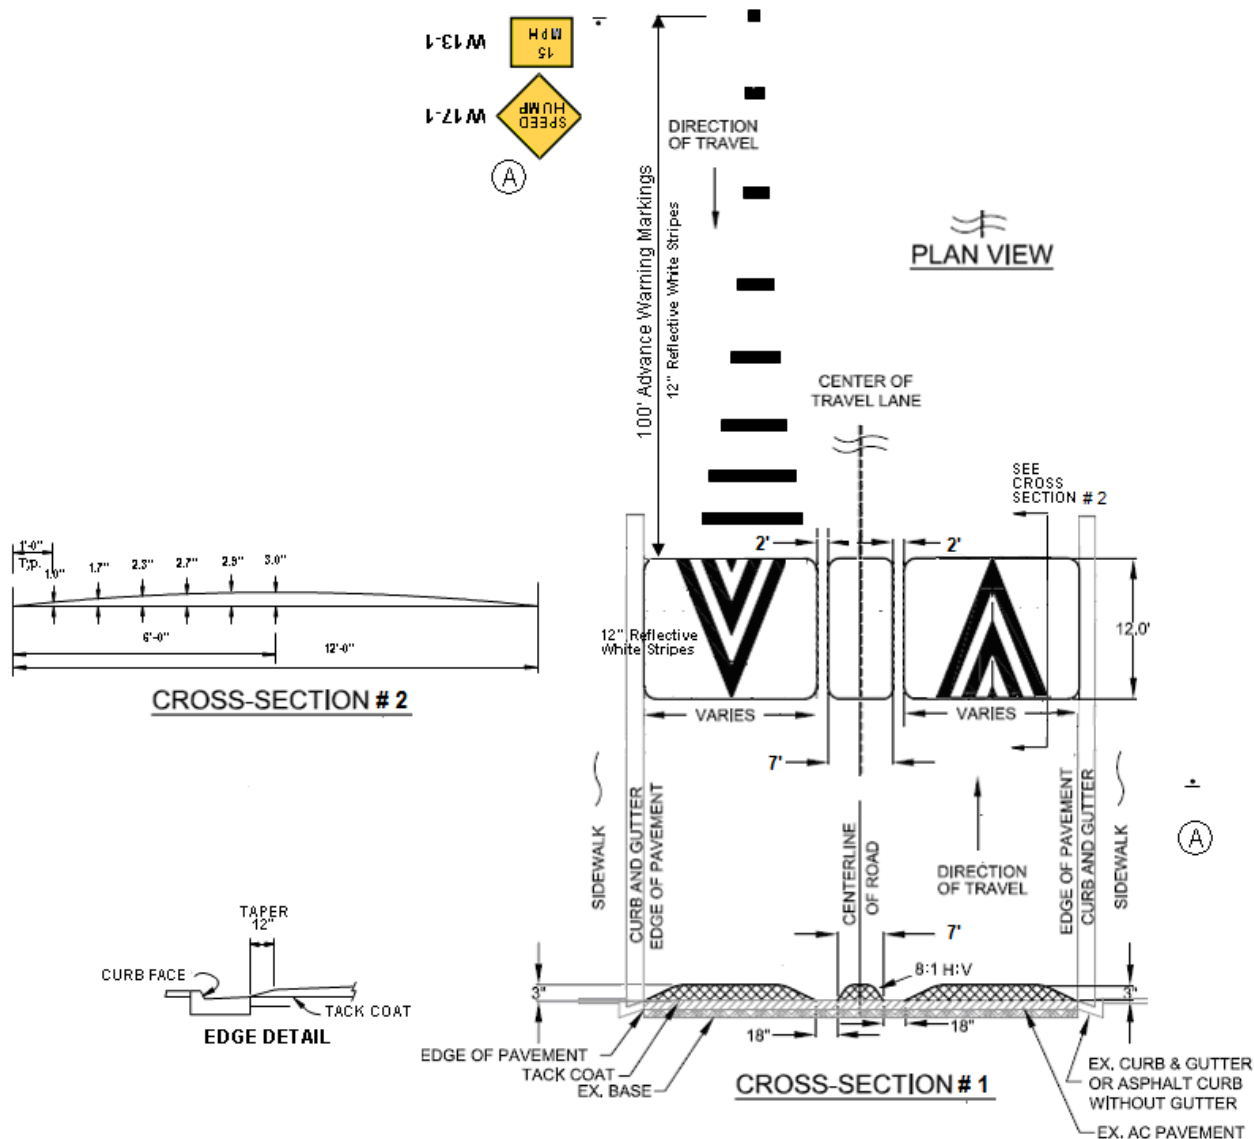 W13-1
15
MPH
W17-1
SPEED
HUMP
A
100' Advance Warning Markings
12" Reflective White Stripes
DIRECTION
OF TRAVEL
PLAN VIEW
CENTER OF
TRAVEL LANE
SEE
CROSS
SECTION # 2
2'
2'
12" Reflective
White Stripes
12.0'
VARIES
VARIES
7'
1'-0"
Typ.
1.0"
1.7"
2.3"
2.7"
2.9"
3.0"
6'-0"
12'-0"
CROSS-SECTION # 2
SIDEWALK
CURB AND GUTTER
EDGE OF PAVEMENT
CENTERLINE
OF ROAD
DIRECTION
OF TRAVEL
EDGE OF PAVEMENT
CURB AND GUTTER
SIDEWALK
A
TAPER
12"
CURB FACE
TACK COAT
EDGE DETAIL
7'
8:1 H:V
3"
3"
18"
18"
EDGE OF PAVEMENT
TACK COAT
EX. BASE
CROSS-SECTION # 1
EX. CURB & GUTTER
OR ASPHALT CURB
WITHOUT GUTTER
EX. AC PAVEMENT